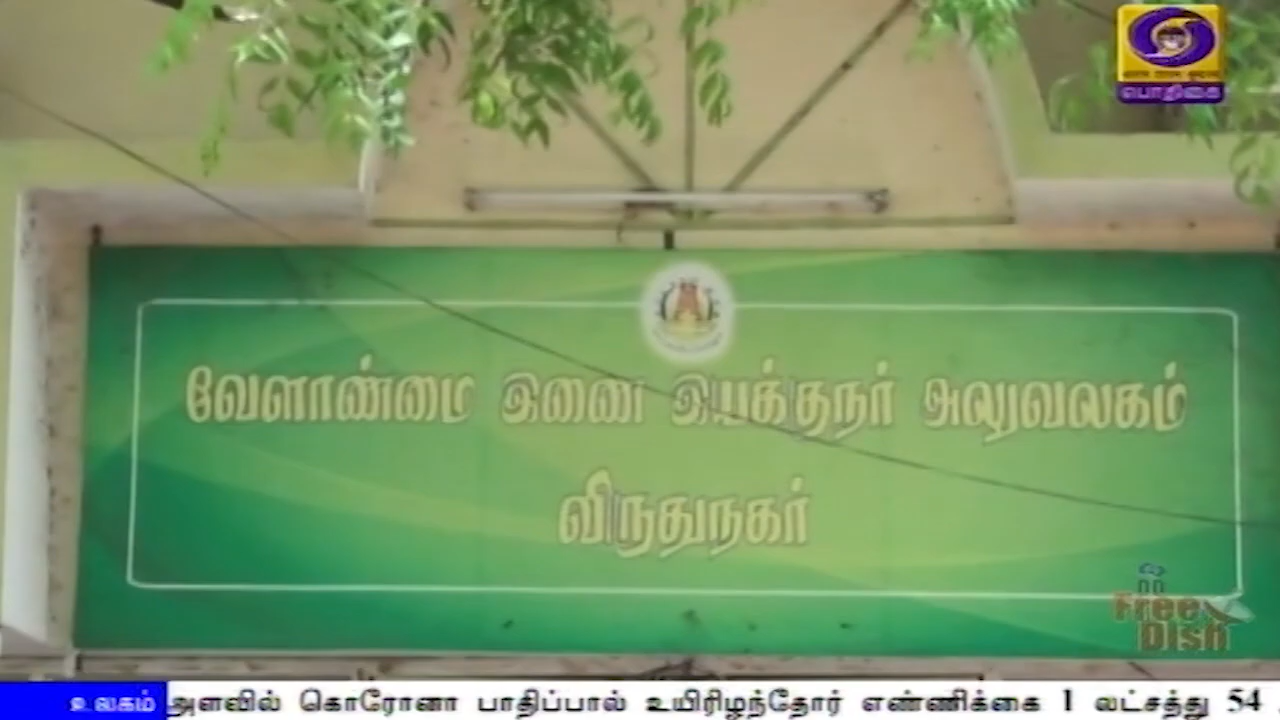 பொதிகை
வேளாண்மை இணை இயக்குநர் அலுவலகம்
விருதுநகர்
Free
Dish
உலகம் அளவில் கொரோனா பாதிப்பால் உயிரிழந்தோர் எண்ணிக்கை 1 லட்சத்து 54